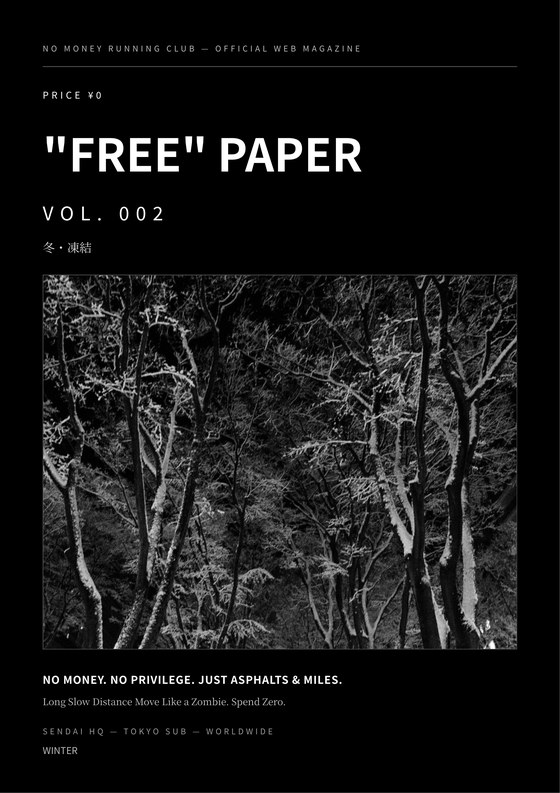 NO MONEY RUNNING CLUB — OFFICIAL WEB MAGAZINE
PRICE ¥0
"FREE" PAPER
VOL. 002
冬・凍結
NO MONEY. NO PRIVILEGE. JUST ASPHALTS & MILES.
Long Slow Distance Move Like a Zombie. Spend Zero.
SENDAI HQ — TOKYO SUB — WORLDWIDE
WINTER